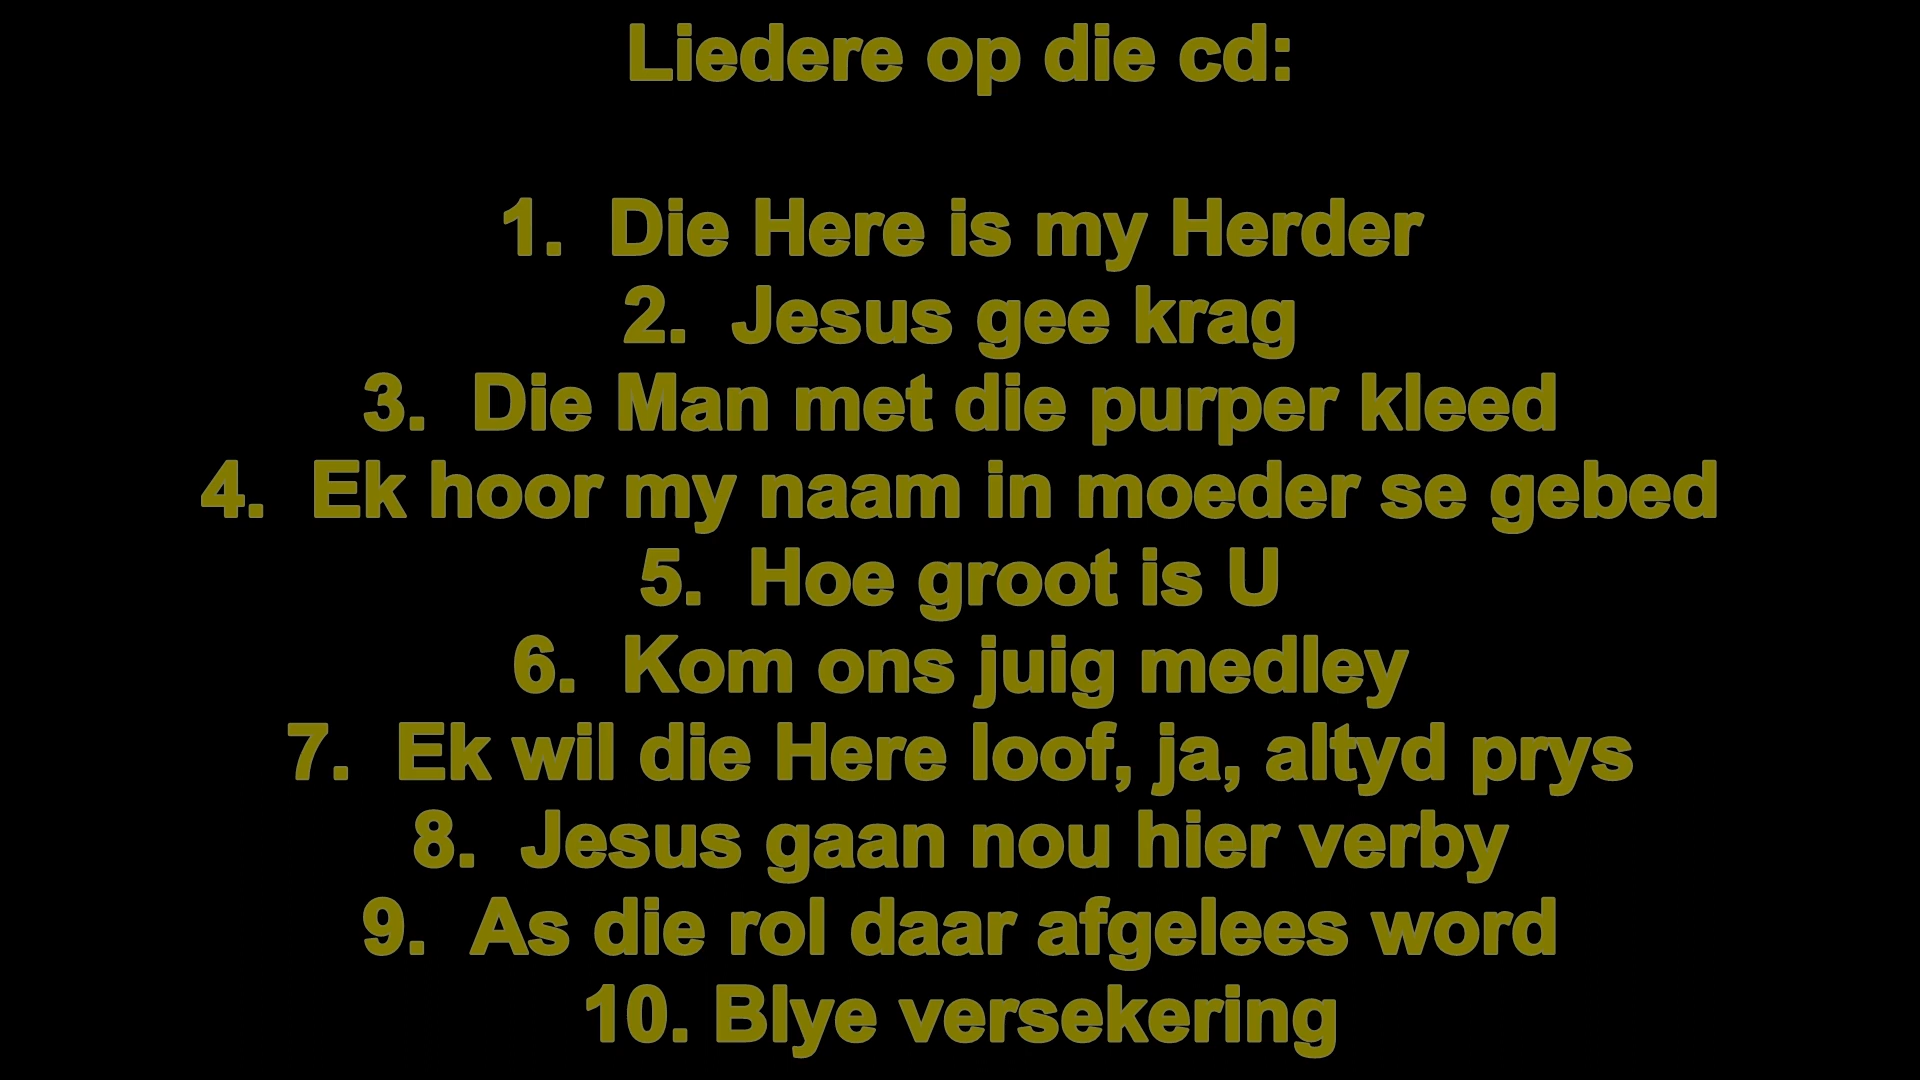 Liedere op die cd:
1. Die Here is my Herder
2. Jesus gee krag
3. Die Man met die purper kleed
4. Ek hoor my naam in moeder se gebed
5. Hoe groot is U
6. Kom ons juig medley
7. Ek wil die Here loof, ja, altyd prys
8. Jesus gaan nou hier verby
9. As die rol daar afgelees word
10. Blye versekering